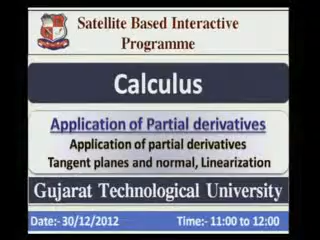 Satellite Based Interactive
Programme
Calculus
Application of Partial derivatives
Application of partial derivatives
Tangent planes and normal, Linearization
Gujarat Technological University
Date:- 30/12/2012 Time:- 11:00 to 12:00